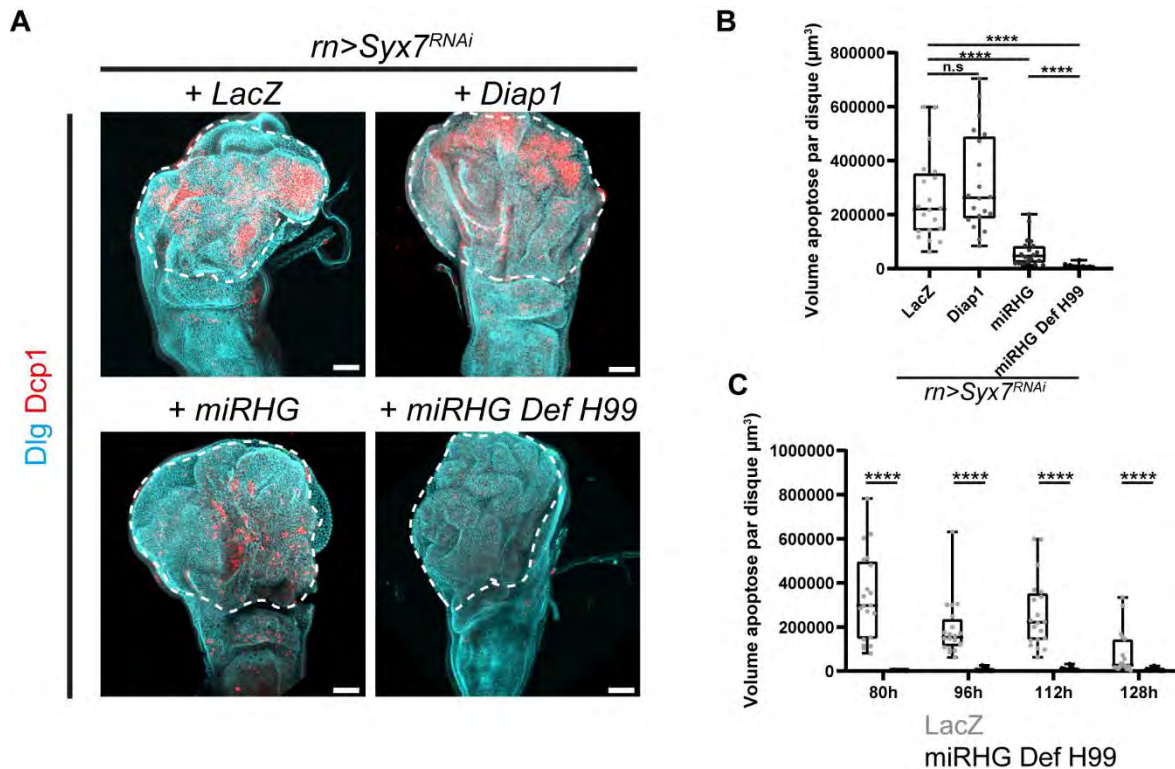 A
rn>Syx7RNAi
+ LacZ
+ Diap1
+ miRHG
+ miRHG Def H99
Dlg Dcp1
B
Volume apoptose par disque (µm³)
800000
600000
400000
200000
0
n.s
****
****
****
LacZ
Diap1
miRHG
miRHG Def H99
rn>Syx7RNAi
C
Volume apoptose par disque µm³)
1000000
800000
600000
400000
200000
0
****
****
****
****
80h
96h
112h
128h
LacZ
miRHG Def H99